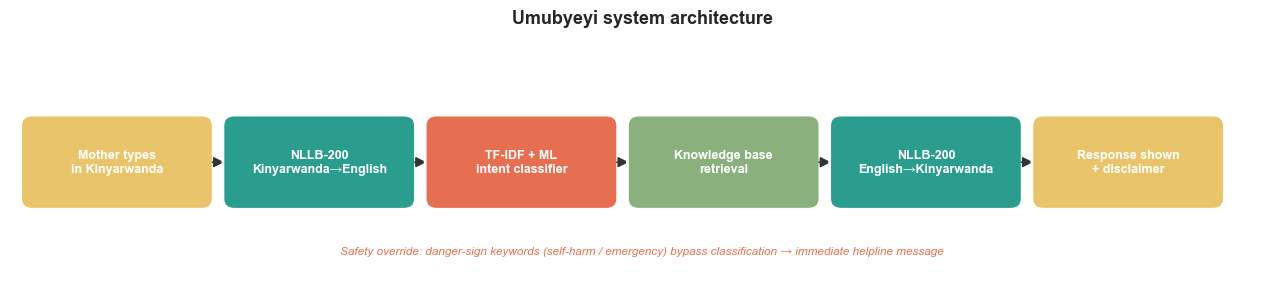 Umubyeyi system architecture
Mother types
in Kinyarwanda
NLLB-200
Kinyarwanda→English
TF-IDF + ML
intent classifier
Knowledge base
retrieval
NLLB-200
English→Kinyarwanda
Response shown
+ disclaimer
Safety override: danger-sign keywords (self-harm / emergency) bypass classification → immediate helpline message